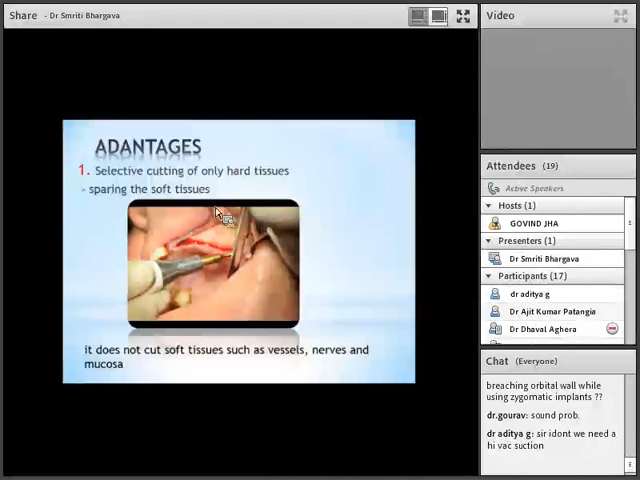 Share - Dr Smriti Bhargava
ADANTAGES
1. Selective cutting of only hard tissues
- sparing the soft tissues
it does not cut soft tissues such as vessels, nerves and
mucosa
Video
Attendees (19)
Active Speakers
Hosts (1)
GOVIND JHA
Presenters (1)
Dr Smriti Bhargava
Participants (17)
dr aditya g
Dr Ajit Kumar Patangia
Dr Dhaval Aghera
Chat (Everyone)
breaching orbital wall while
using zygomatic implants ??
dr.gourav: sound prob.
dr aditya g: sir idont we need a
hi vac suction